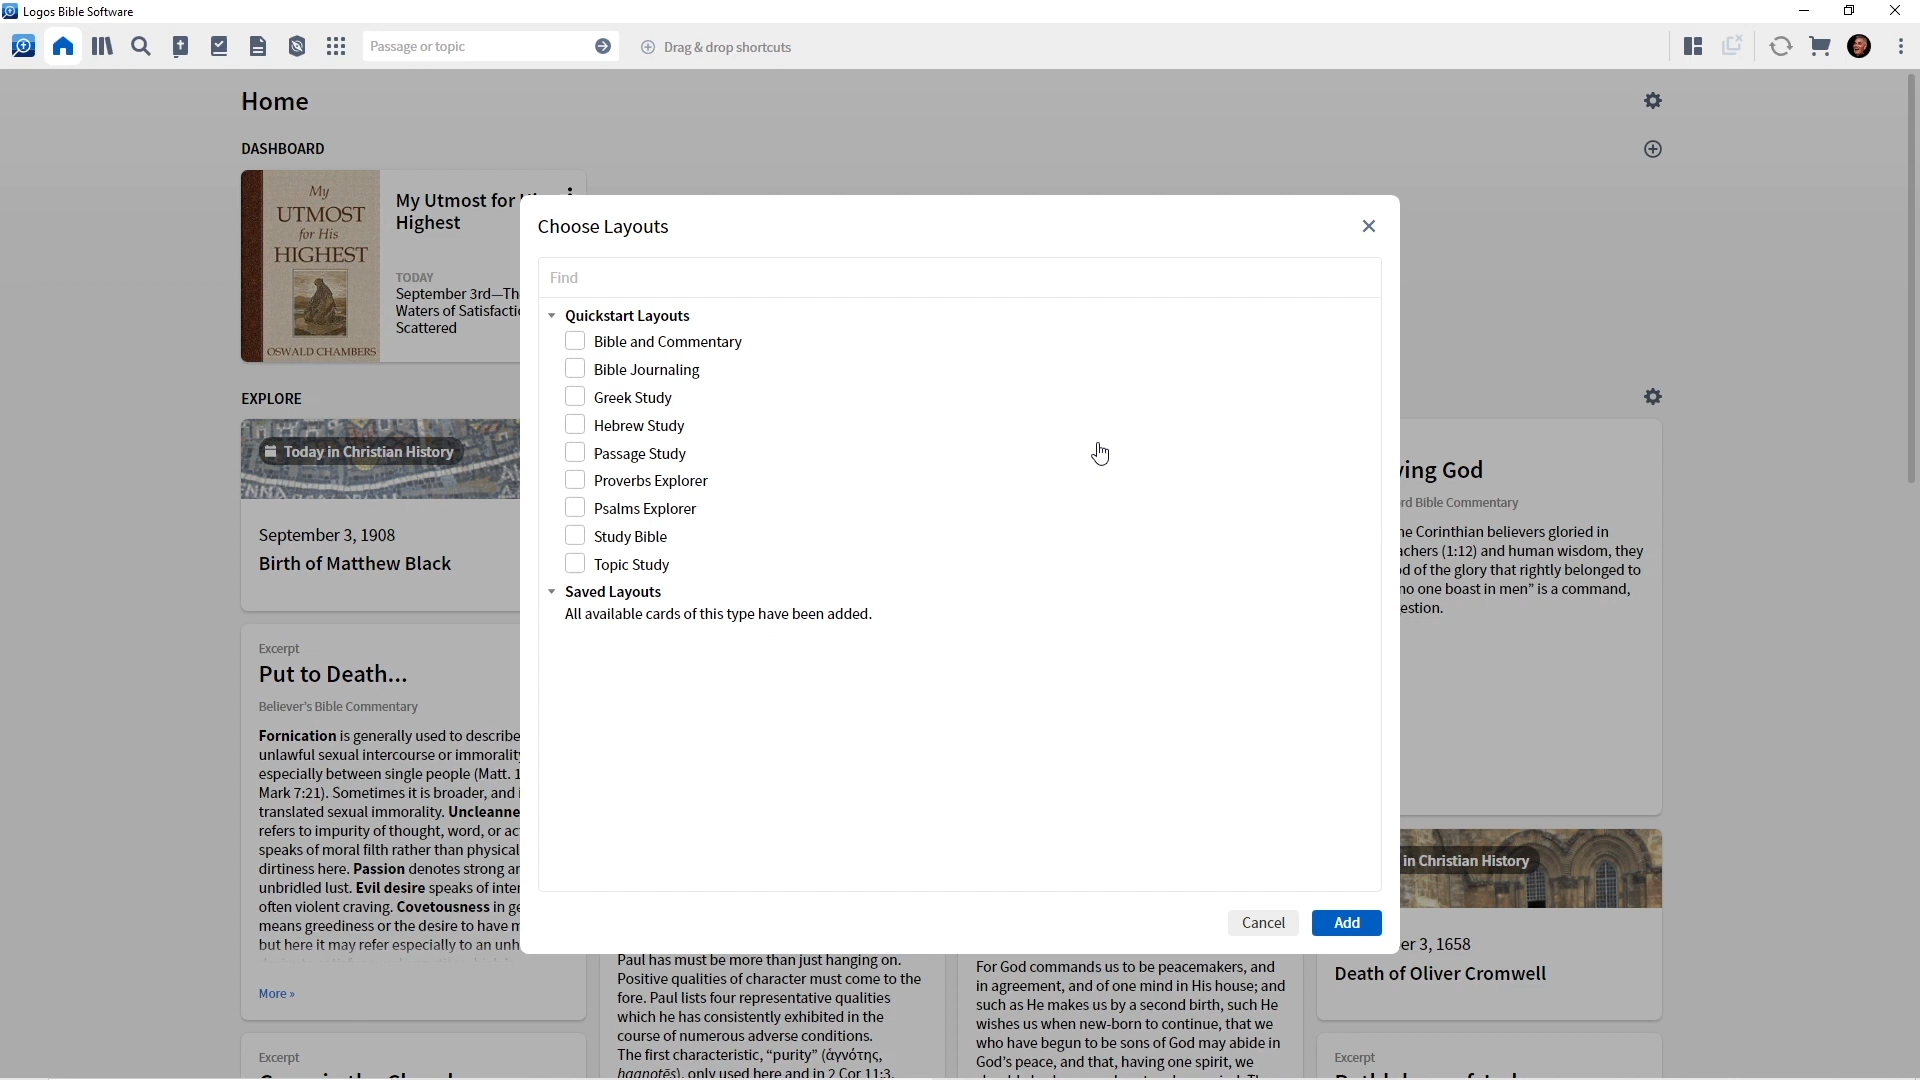 Logos Bible Software
Passage or topic
Drag & drop shortcuts
Home
DASHBOARD
My
UTMOST
for His
HIGHEST
OSWALD CHAMBERS
My Utmost for
Highest
TODAY
September 3rd—Th
Waters of Satisfactio
Scattered
EXPLORE
Today in Christian History
September 3, 1908
Birth of Matthew Black
Excerpt
Put to Death...
Believer's Bible Commentary
Fornication is generally used to describe
unlawful sexual intercourse or immorality
especially between single people (Matt. 1
Mark 7:21). Sometimes it is broader, and i
translated sexual immorality. Uncleanne
refers to impurity of thought, word, or ac
speaks of moral filth rather than physical
dirtiness here. Passion denotes strong an
unbridled lust. Evil desire speaks of inter
often violent craving. Covetousness in ge
means greediness or the desire to have m
but here it may refer especially to an unh
More »
Excerpt
Choose Layouts
Find
Quickstart Layouts
Bible and Commentary
Bible Journaling
Greek Study
Hebrew Study
Passage Study
Proverbs Explorer
Psalms Explorer
Study Bible
Topic Study
Saved Layouts
All available cards of this type have been added.
Cancel
Add
Paul has must be more than just hanging on.
Positive qualities of character must come to the
fore. Paul lists four representative qualities
which he has consistently exhibited in the
course of numerous adverse conditions.
The first characteristic, “purity” (ἁγνότης,
hagnotēs), only used here and in 2 Cor 11:3,
For God commands us to be peacemakers, and
in agreement, and of one mind in His house; and
such as He makes us by a second birth, such He
wishes us when new-born to continue, that we
who have begun to be sons of God may abide in
God's peace, and that, having one spirit, we
ying God
rd Bible Commentary
he Corinthian believers gloried in
achers (1:12) and human wisdom, they
od of the glory that rightly belonged to
no one boast in men” is a command,
estion.
in Christian History
er 3, 1658
Death of Oliver Cromwell
Excerpt